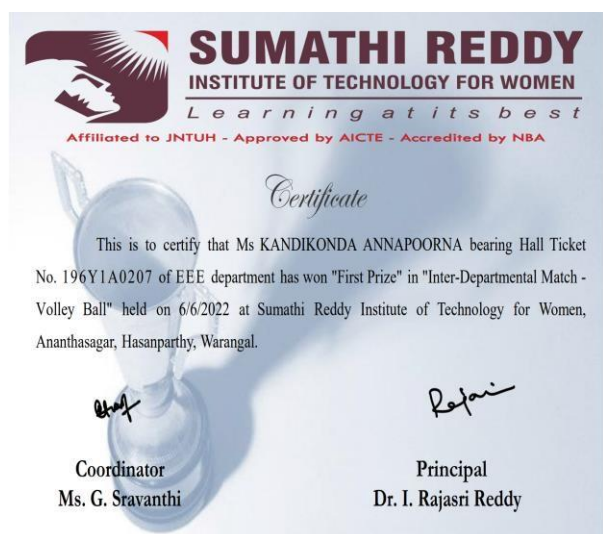 SUMATHI REDDY
INSTITUTE OF TECHNOLOGY FOR WOMEN
Learning at its best
Affiliated to JNTUH - Approved by AICTE - Accredited by NBA
Certificate
This is to certify that Ms KANDIKONDA ANNAPOORNA bearing Hall Ticket
No. 196Y1A0207 of EEE department has won "First Prize" in "Inter-Departmental Match -
Volley Ball" held on 6/6/2022 at Sumathi Reddy Institute of Technology for Women,
Ananthasagar, Hasanparthy, Warangal.
Coordinator
Ms. G. Sravanthi
Principal
Dr. I. Rajasri Reddy